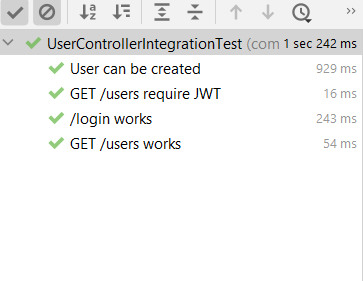 UserControllerIntegrationTest (com 1 sec 242 ms
User can be created 929 ms
GET /users require JWT 16 ms
/login works 243 ms
GET /users works 54 ms